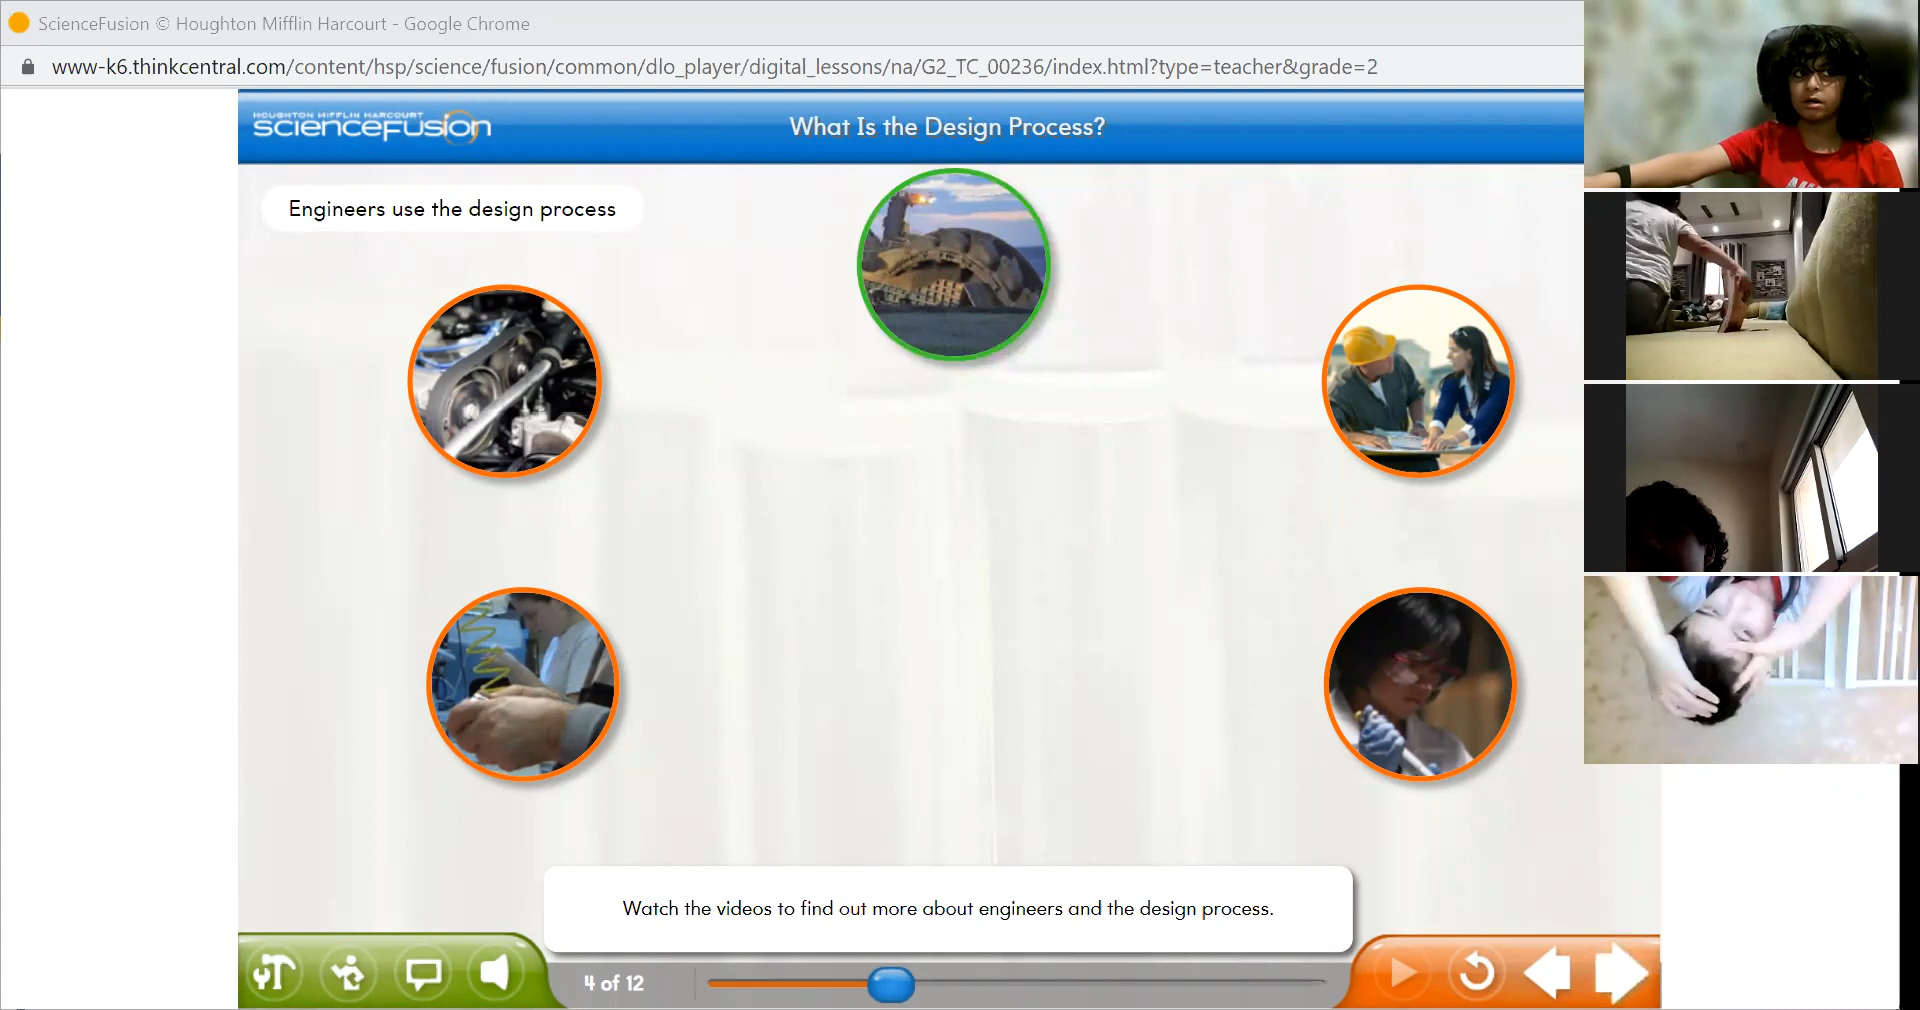 ScienceFusion © Houghton Mifflin Harcourt - Google Chrome
www-k6.thinkcentral.com/content/hsp/science/fusion/common/dlo_player/digital_lessons/na/G2_TC_00236/index.html?type=teacher&grade=2
HOUGHTON MIFFLIN HARCOURT
scienceFusion
What Is the Design Process?
Engineers use the design process
Watch the videos to find out more about engineers and the design process.
4 of 12